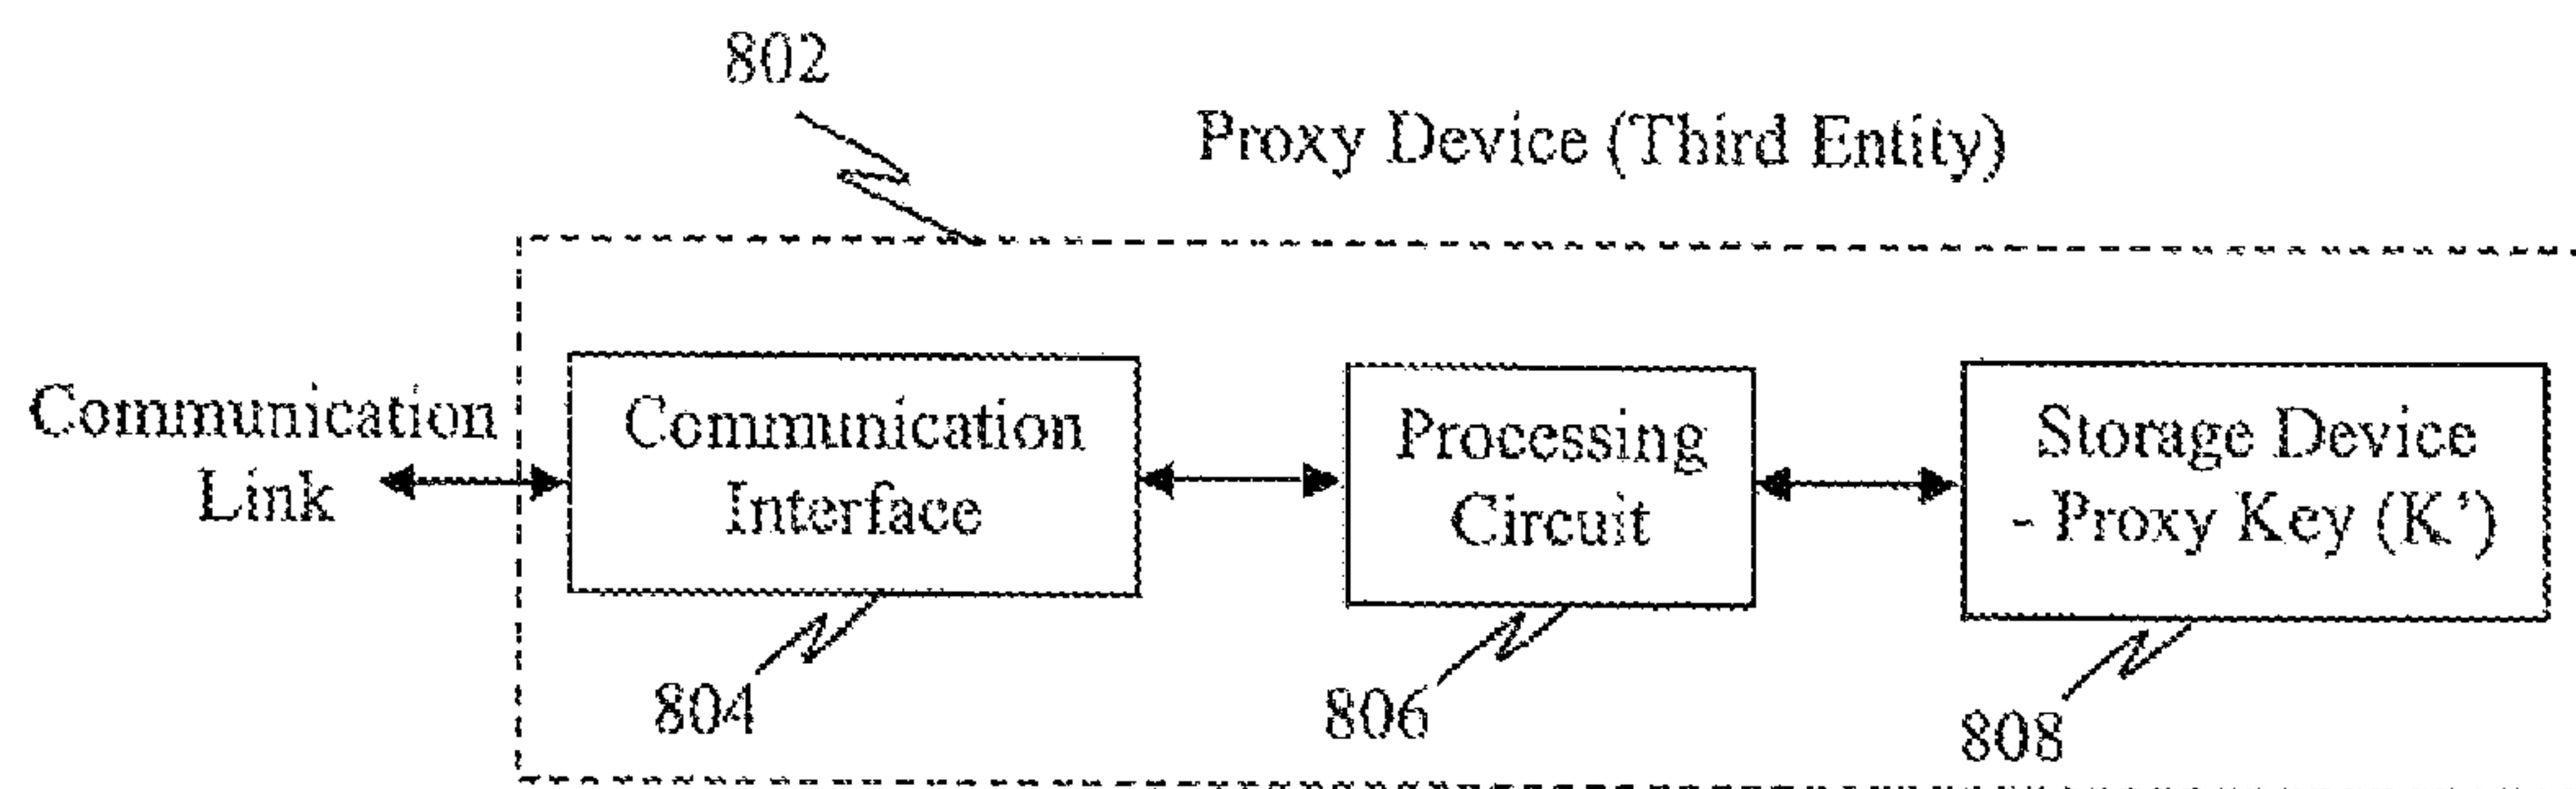 802
Proxy Device (Third Entity)
Communication
Link
Communication
Interface
Processing
Circuit
Storage Device
- Proxy Key (K’)
804
806
808